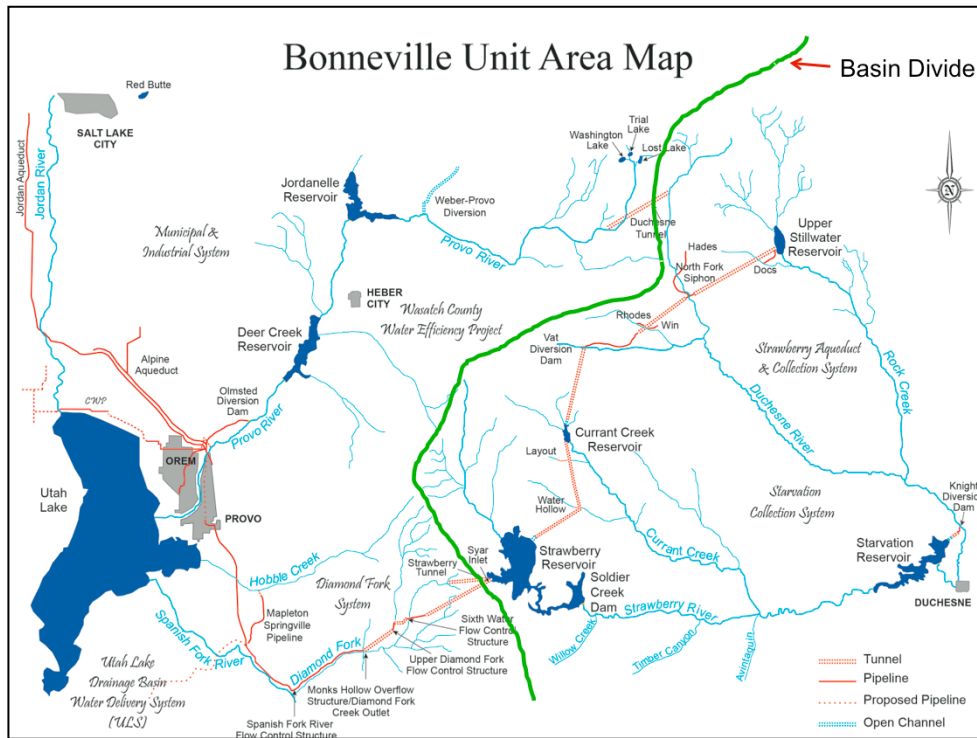 Bonneville Unit Area Map
Basin Divide
Red Butte
SALT LAKE
CITY
Jordan Aqueduct
Jordan River
Municipal &
Industrial System
Jordanelle
Reservoir
Weber-Provo
Diversion
Washington
Lake
Trial
Lake
Lost Lake
Duchesne
Tunnel
Provo River
Hades
Upper
Stillwater
Reservoir
Docs
North Fork
Siphon
N
HEBER
CITY
Wasatch County
Water Efficiency Project
Rhodes
Win
Vat
Diversion
Dam
Strawberry Aqueduct
& Collection System
Rock Creek
Duchesne River
Deer Creek
Reservoir
Alpine
Aqueduct
Olmsted
Diversion Dam
Provo River
CWP
OREM
PROVO
Utah
Lake
Currant Creek
Reservoir
Layout
Water
Hollow
Currant Creek
Starvation
Collection System
Knight
Diversion
Dam
Starvation
Reservoir
DUCHESNE
Hobble Creek
Diamond Fork
System
Strawberry
Tunnel
Syar
Inlet
Strawberry
Reservoir
Soldier
Creek
Dam
Strawberry River
Willow Creek
Timber Canyon
Avintaquin
Mapleton
Springville
Pipeline
Spanish Fork River
Diamond Fork
Sixth Water
Flow Control
Structure
Upper Diamond Fork
Flow Control Structure
Monks Hollow Overflow
Structure/Diamond Fork
Creek Outlet
Spanish Fork River
Flow Control Structure
Utah Lake
Drainage Basin
Water Delivery System
(ULS)
Tunnel
Pipeline
Proposed Pipeline
Open Channel